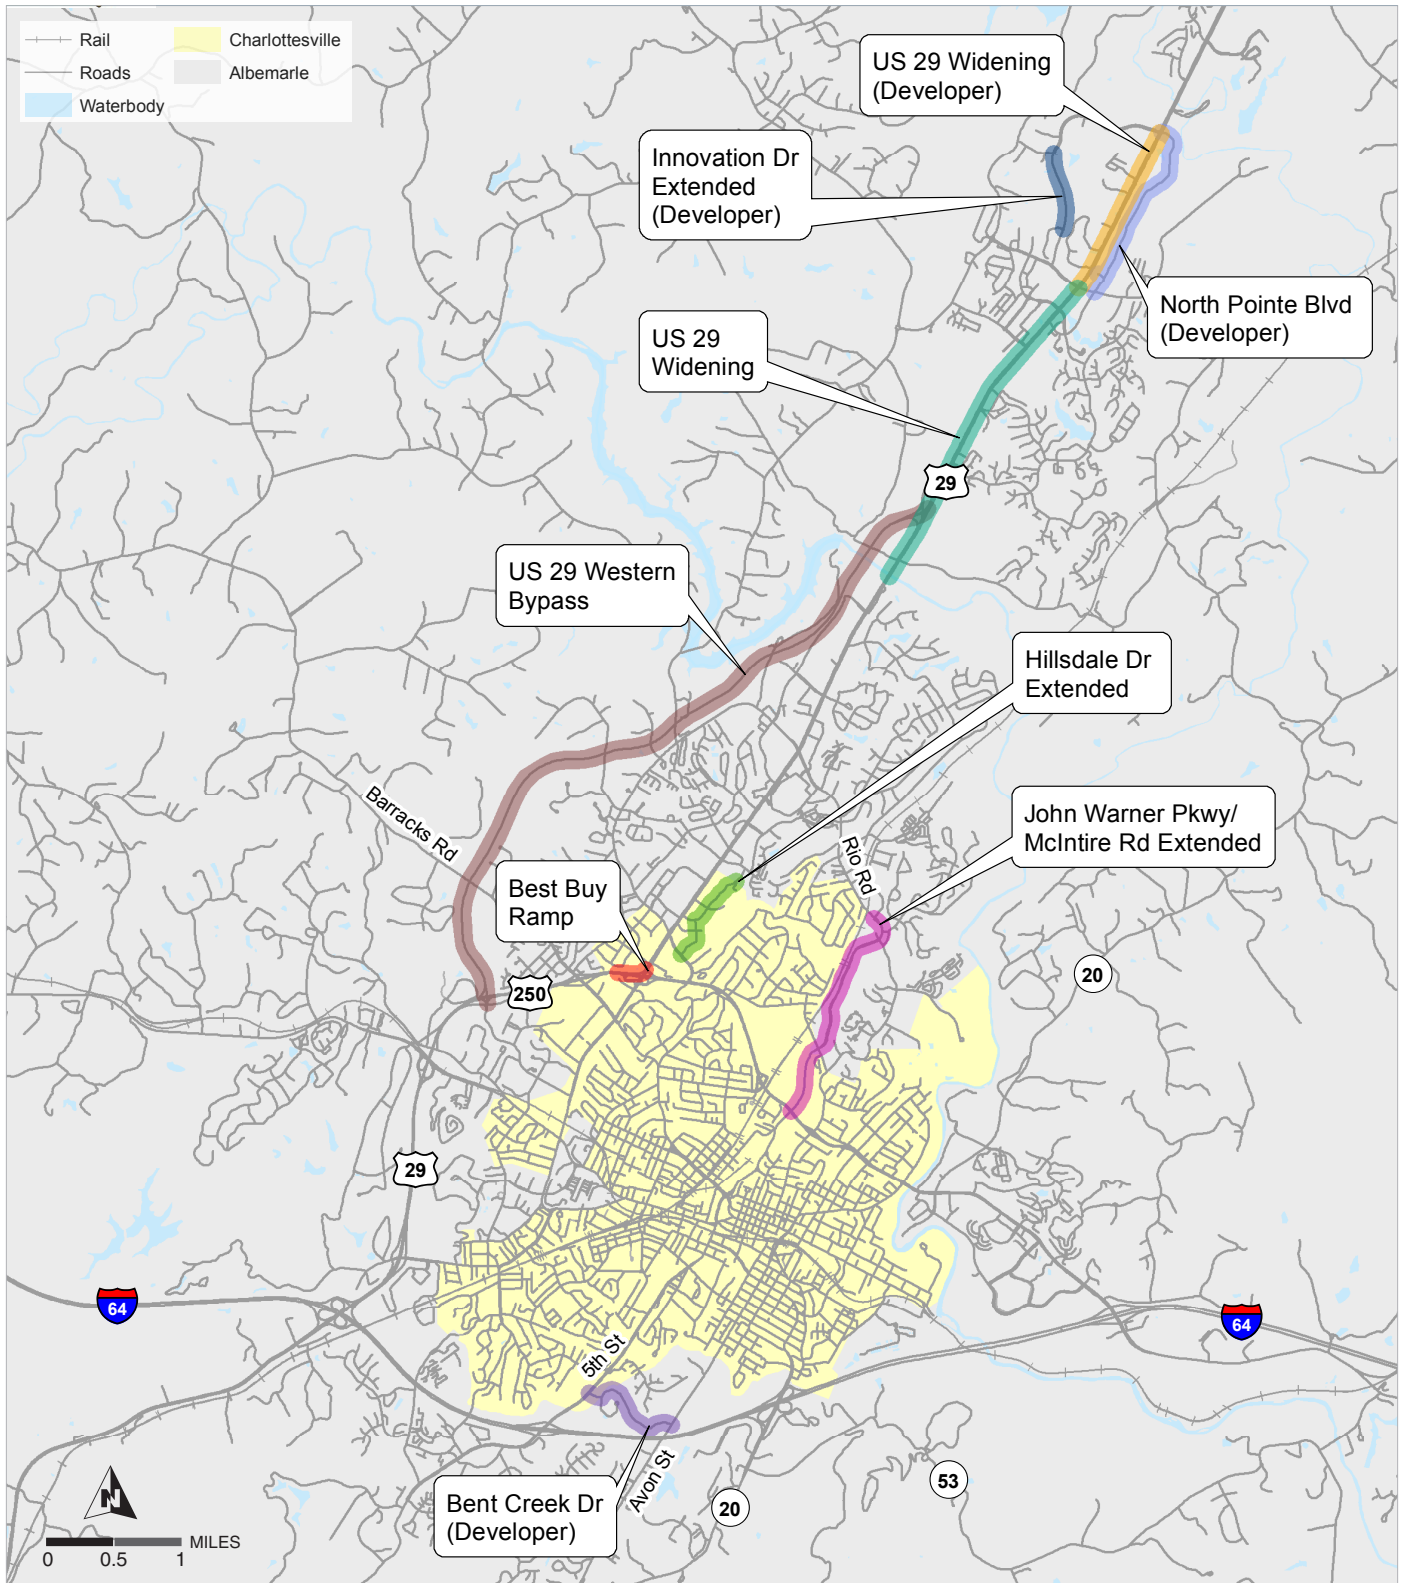 Rail
Roads
Waterbody
Charlottesville
Albemarle
US 29 Widening
(Developer)
Innovation Dr
Extended
(Developer)
North Pointe Blvd
(Developer)
US 29
Widening
29
US 29 Western
Bypass
Hillsdale Dr
Extended
John Warner Pkwy/
McIntire Rd Extended
Barracks Rd
Rio Rd
Best Buy
Ramp
250
20
29
64
64
5th St
Avon St
Bent Creek Dr
(Developer)
20
53
N
MILES
0 0.5 1